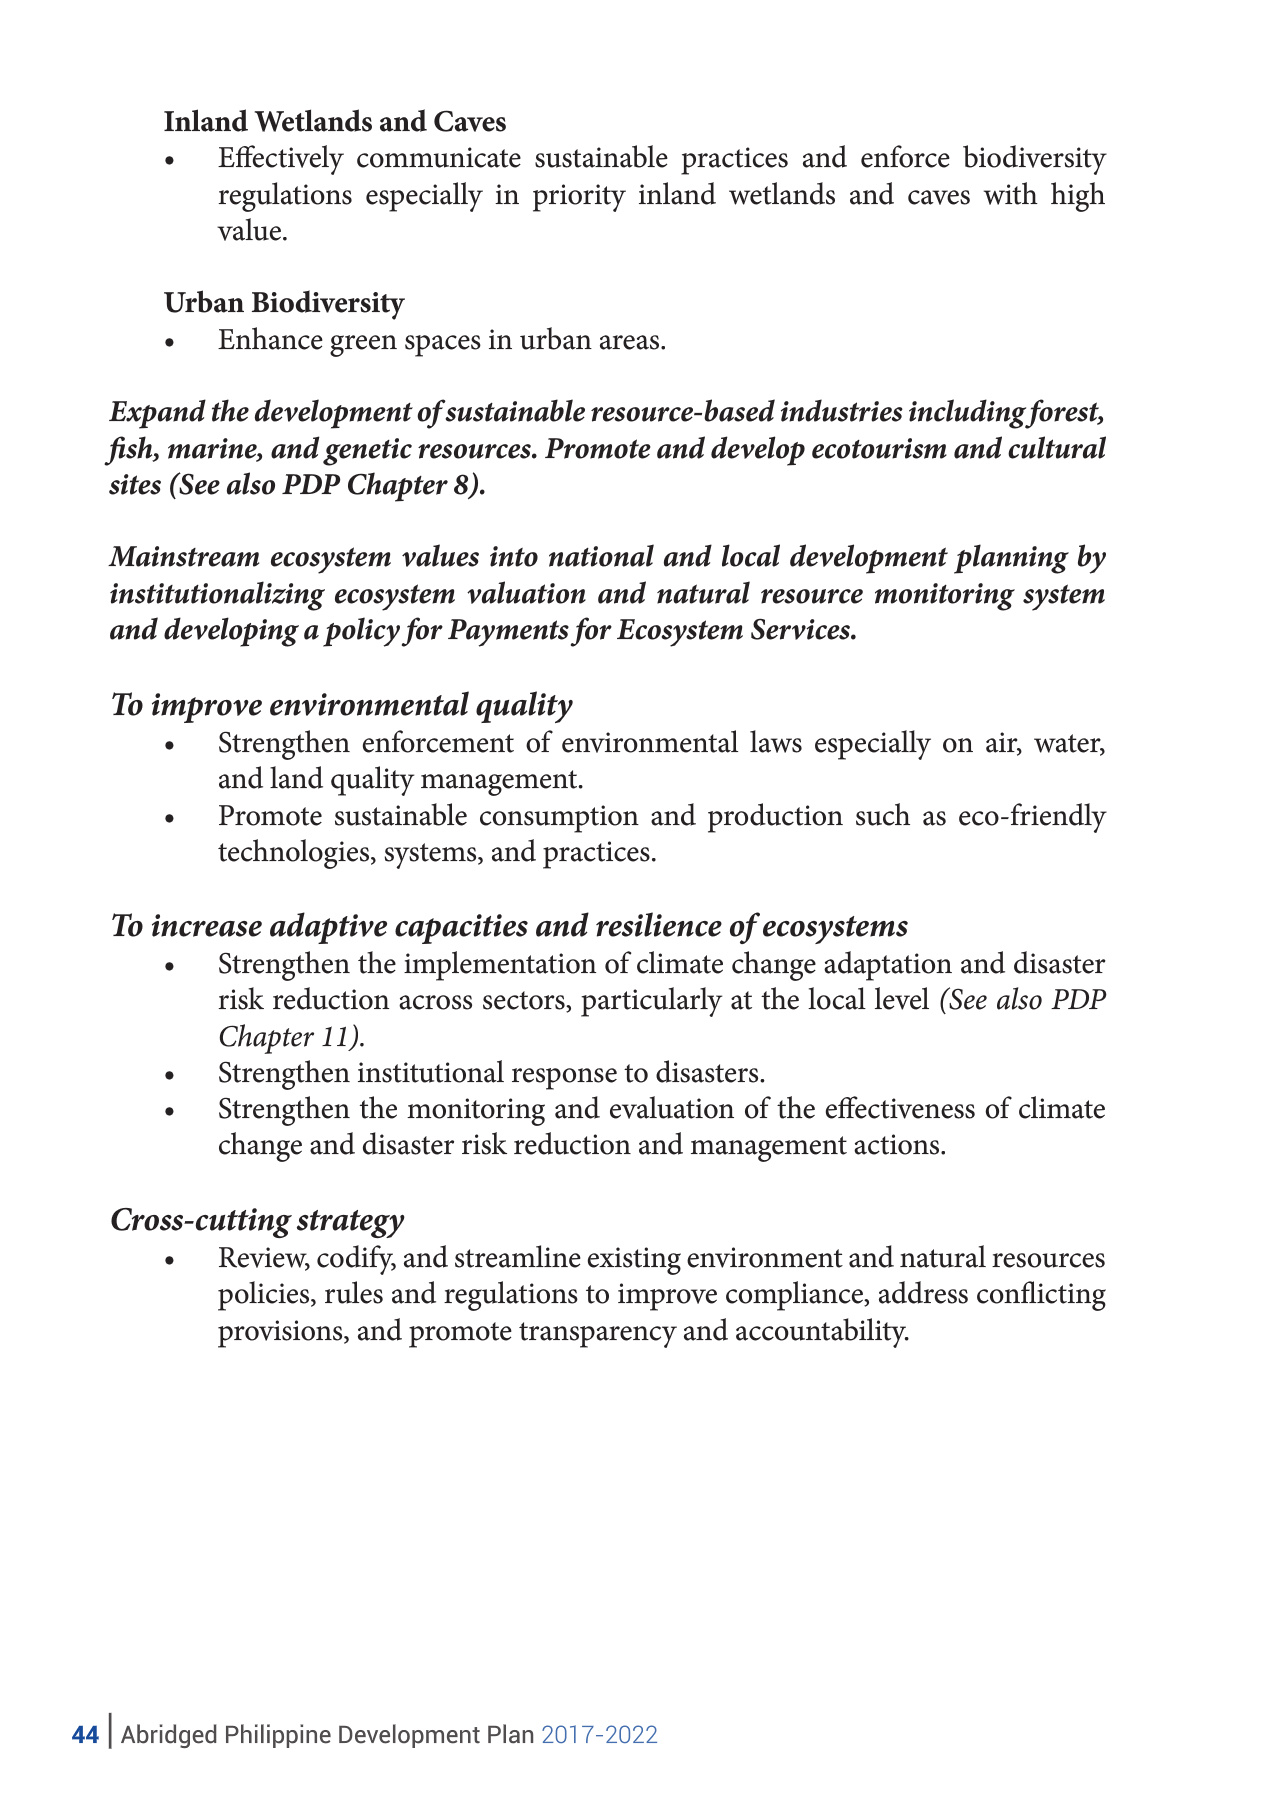 Inland Wetlands and Caves
• Effectively communicate sustainable practices and enforce biodiversity
regulations especially in priority inland wetlands and caves with high
value.
Urban Biodiversity
• Enhance green spaces in urban areas.
Expand the development of sustainable resource-based industries including forest,
fish, marine, and genetic resources. Promote and develop ecotourism and cultural
sites (See also PDP Chapter 8).
Mainstream ecosystem values into national and local development planning by
institutionalizing ecosystem valuation and natural resource monitoring system
and developing a policy for Payments for Ecosystem Services.
To improve environmental quality
• Strengthen enforcement of environmental laws especially on air, water,
and land quality management.
• Promote sustainable consumption and production such as eco-friendly
technologies, systems, and practices.
To increase adaptive capacities and resilience of ecosystems
• Strengthen the implementation of climate change adaptation and disaster
risk reduction across sectors, particularly at the local level (See also PDP
Chapter 11).
• Strengthen institutional response to disasters.
• Strengthen the monitoring and evaluation of the effectiveness of climate
change and disaster risk reduction and management actions.
Cross-cutting strategy
• Review, codify, and streamline existing environment and natural resources
policies, rules and regulations to improve compliance, address conflicting
provisions, and promote transparency and accountability.
44 | Abridged Philippine Development Plan 2017-2022